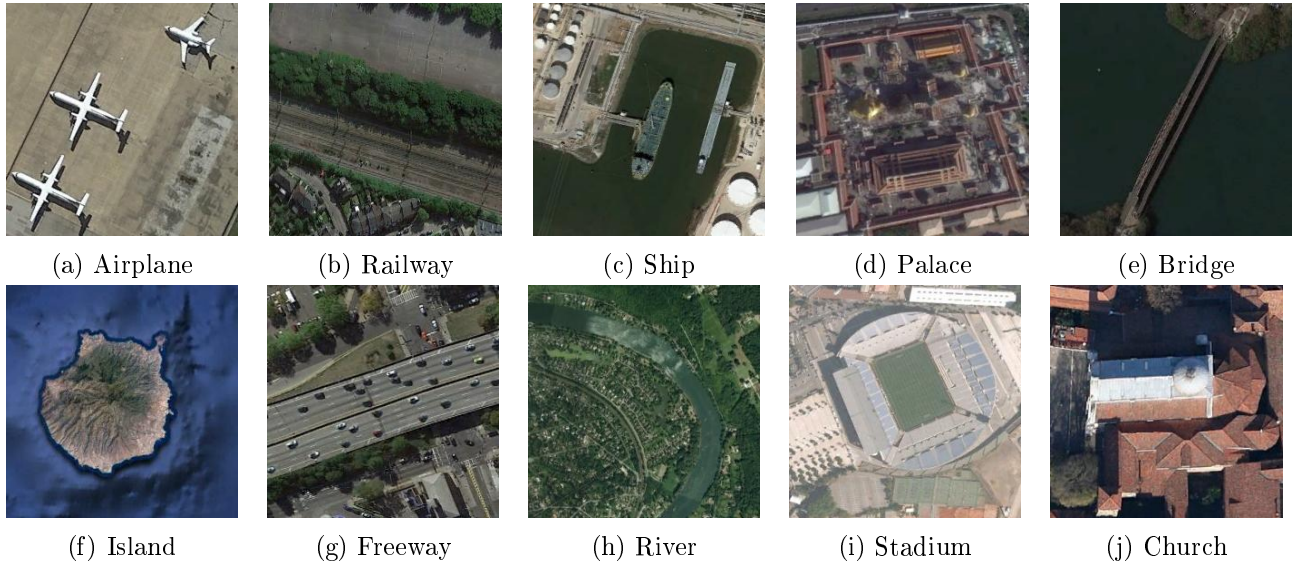 (a) Airplane
(b) Railway
(c) Ship
(d) Palace
(e) Bridge
(f) Island
(g) Freeway
(h) River
(i) Stadium
(j) Church